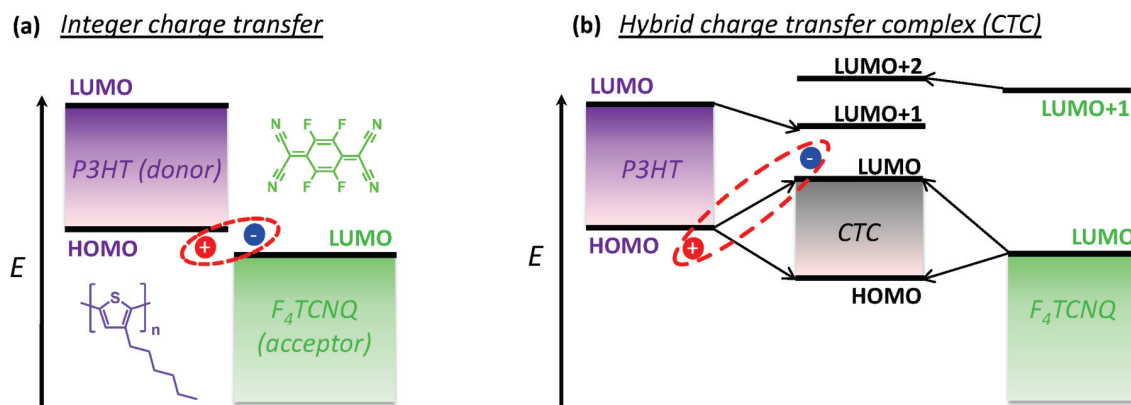 (a) Integer charge transfer
LUMO
P3HT (donor)
HOMO
E
N
N
F
F
F
F
N
N
+
-
LUMO
F4TCNQ
(acceptor)
S
n
(b) Hybrid charge transfer complex (CTC)
LUMO+2
LUMO
LUMO+1
LUMO+1
P3HT
-
LUMO
HOMO
+
CTC
LUMO
E
HOMO
F4TCNQ